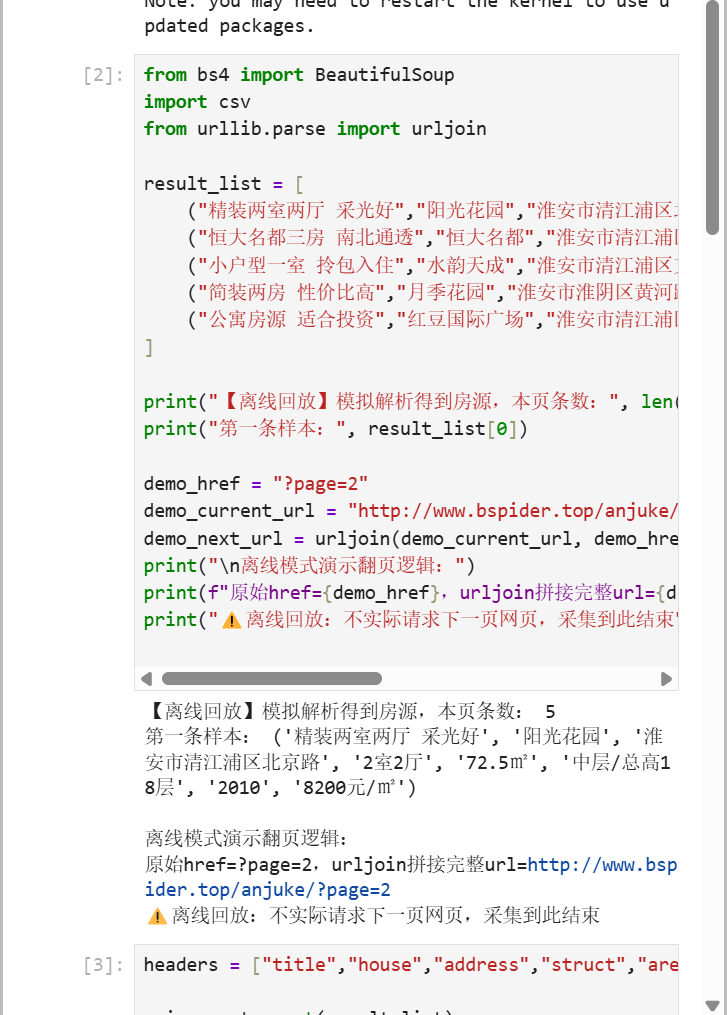 Note: you may need to restart the kernel to use u
pdated packages.
[2]:
from bs4 import BeautifulSoup
import csv
from urllib.parse import urljoin
result_list = [
("精装两室两厅 采光好","阳光花园","淮安市清江浦区
("恒大名都三房 南北通透","恒大名都","淮安市清江浦
("小户型一室 拎包入住","水韵天成","淮安市清江浦区
("简装两房 性价比高","月季花园","淮安市淮阴区黄河
("公寓房源 适合投资","红豆国际广场","淮安市清江浦
]
print("【离线回放】模拟解析得到房源，本页条数：", len(
print("第一条样本：", result_list[0])
demo_href = "?page=2"
demo_current_url = "http://www.bspider.top/anjuke/
demo_next_url = urljoin(demo_current_url, demo_hre
print("\n离线模式演示翻页逻辑：")
print(f"原始href={demo_href}，urljoin拼接完整url={d
print("⚠️离线回放：不实际请求下一页网页，采集到此结束"
【离线回放】模拟解析得到房源，本页条数： 5
第一条样本： ('精装两室两厅 采光好', '阳光花园', '淮
安市清江浦区北京路', '2室2厅', '72.5㎡', '中层/总高1
8层', '2010', '8200元/㎡')
离线模式演示翻页逻辑：
原始href=?page=2，urljoin拼接完整url=http://www.bsp
ider.top/anjuke/?page=2
⚠️离线回放：不实际请求下一页网页，采集到此结束
[3]:
headers = ["title","house","address","struct","are